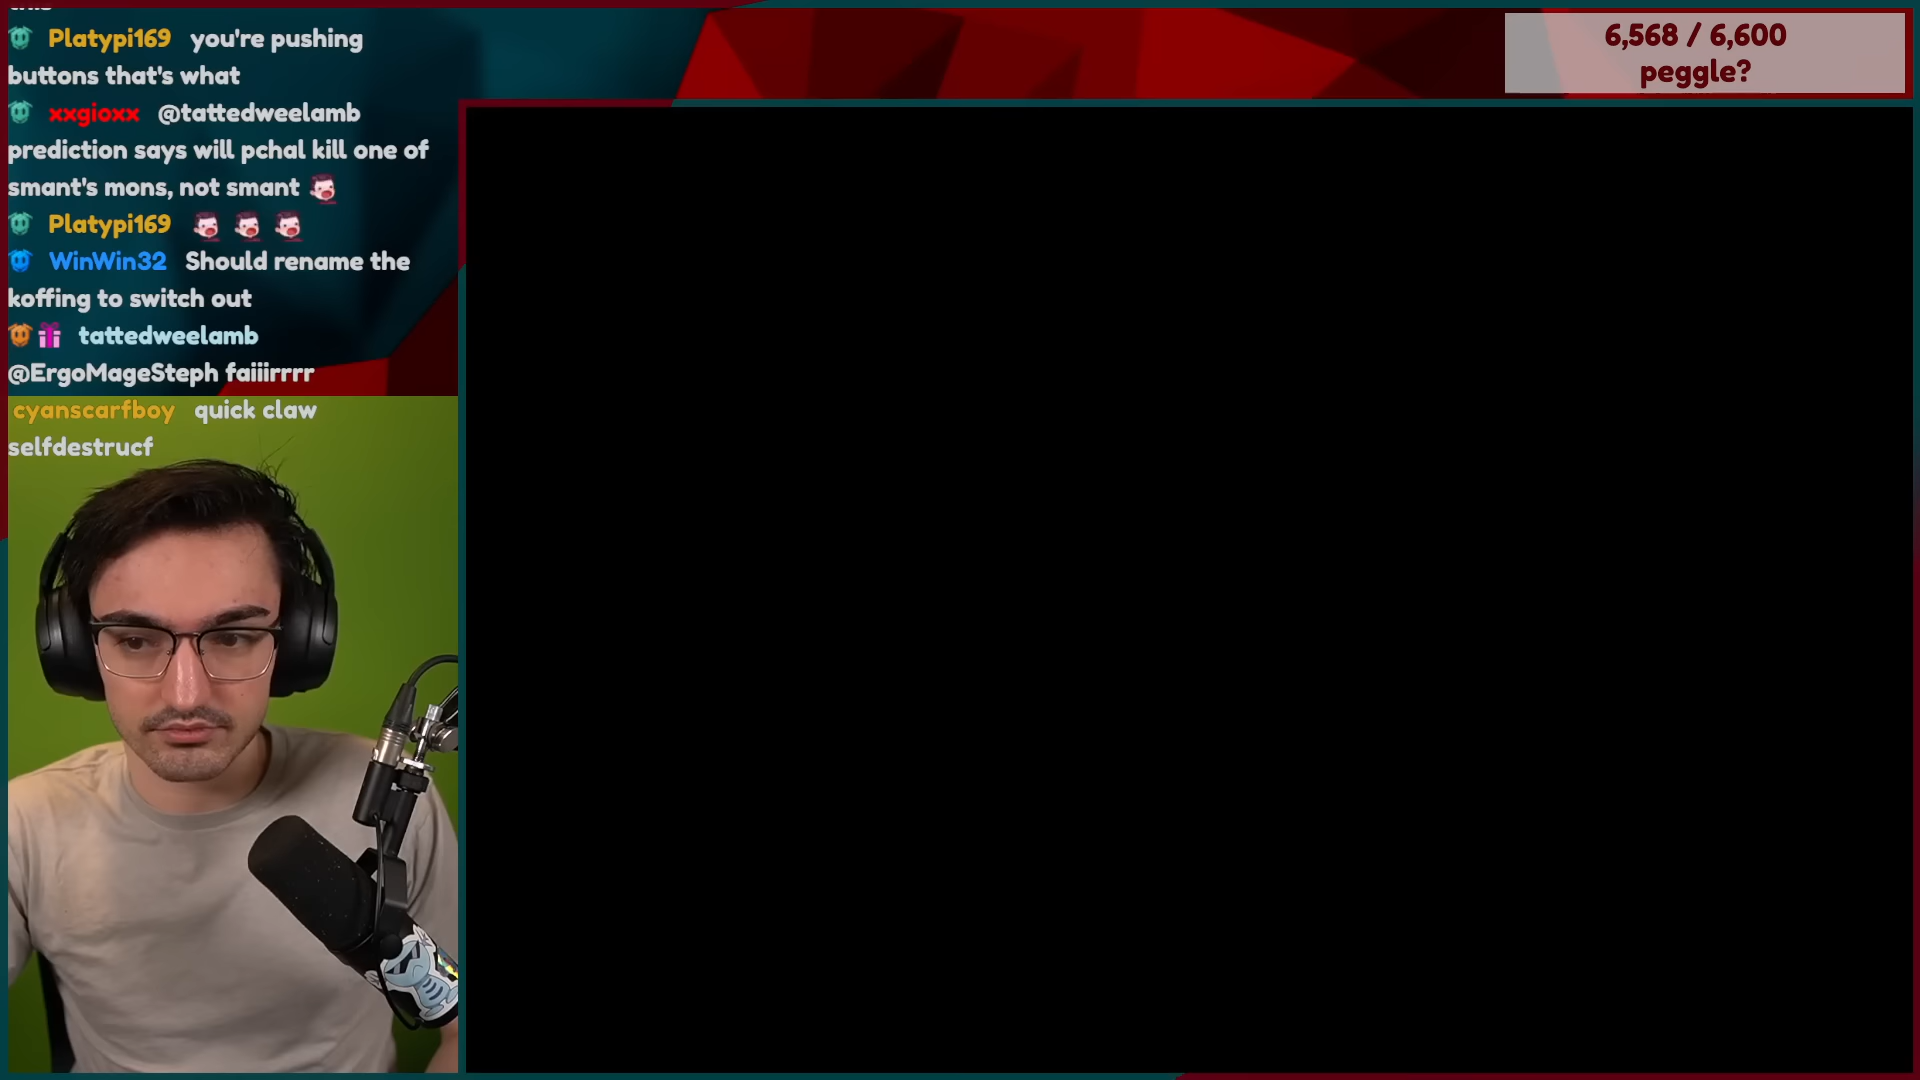 Platypi169 you're pushing
buttons that's what
xxgioxx @tattedweelamb
prediction says will pchal kill one of
smant's mons, not smant
Platypi169
WinWin32 Should rename the
koffing to switch out
tattedweelamb
@ErgoMageSteph faiiirrrr
cyanscarfboy quick claw
selfdestrucf
6,568 / 6,600
peggle?